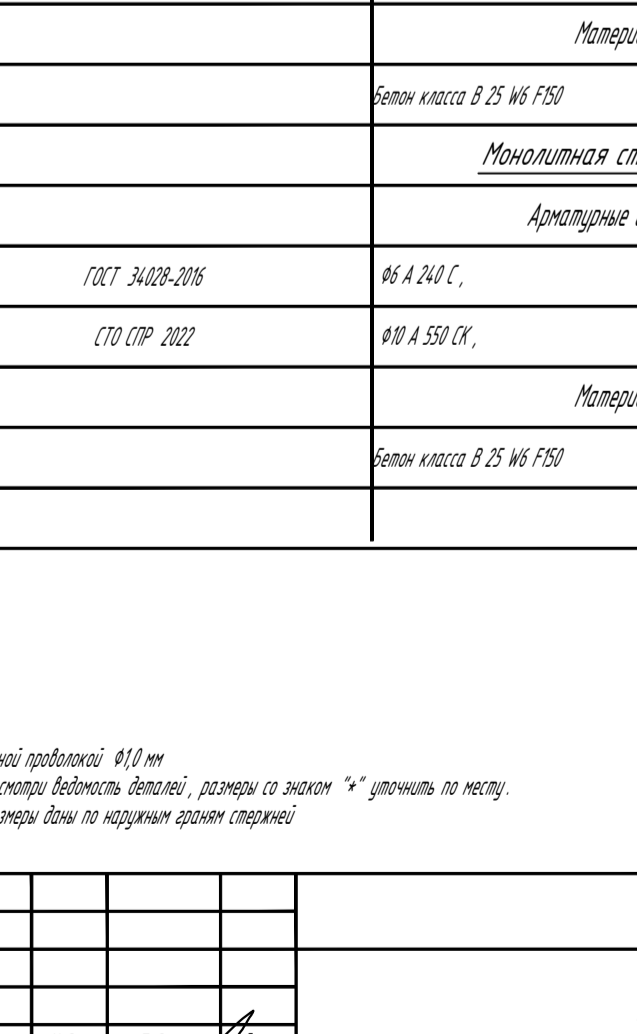 Бетон класса В 25 W6 F150
Монолитная
Арматурные
ГОСТ 34028-2016 ф6 А 240 С ,
СТО СПР 2022 ф10 А 550 СК ,
Бетон класса В 25 W6 F150
проволокой ф1,0 мм
смотри ведомость деталей , размеры со знаком "*" уточнить по месту .
даны по наружным граням стержней